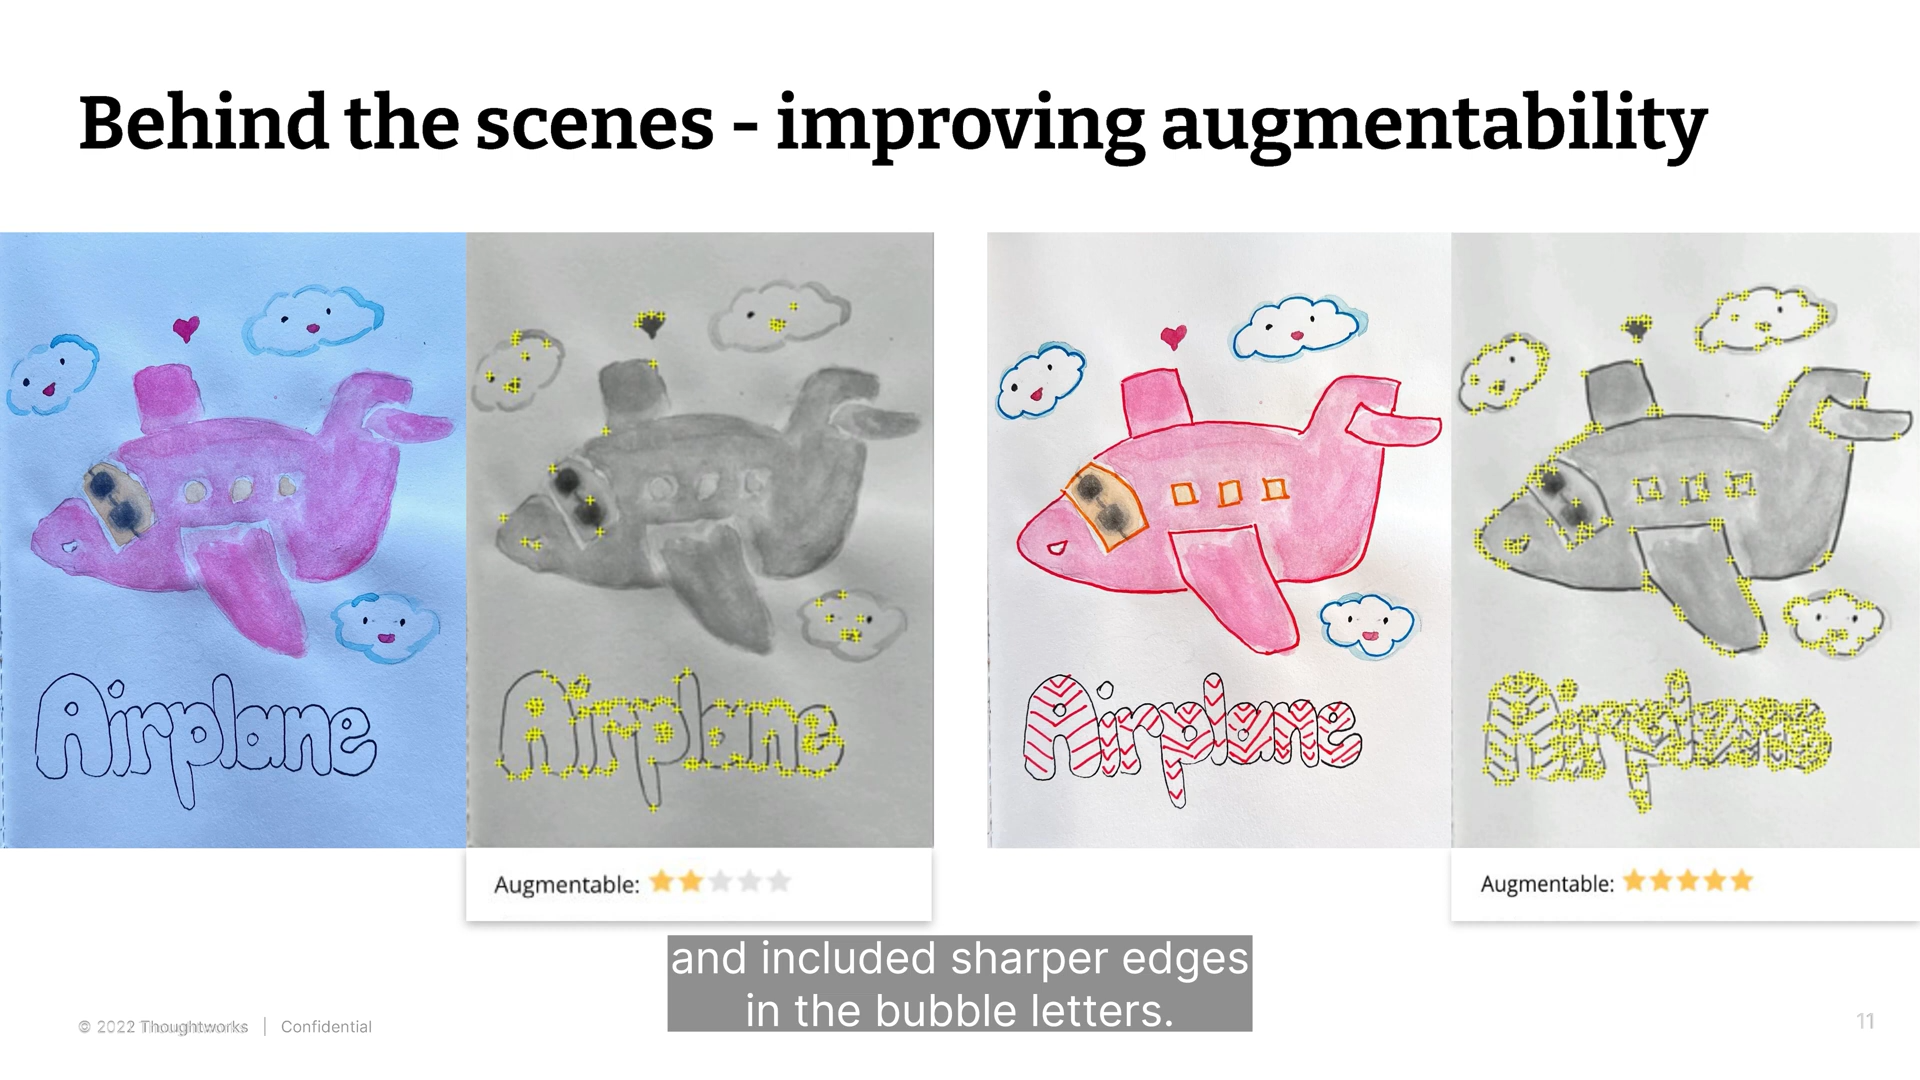 Behind the scenes - improving augmentability
Airplane
Airplane
Airplane
Airplane
Augmentable:
Augmentable:
and included sharper edges
in the bubble letters.
© 2022 Thoughtworks | Confidential
11